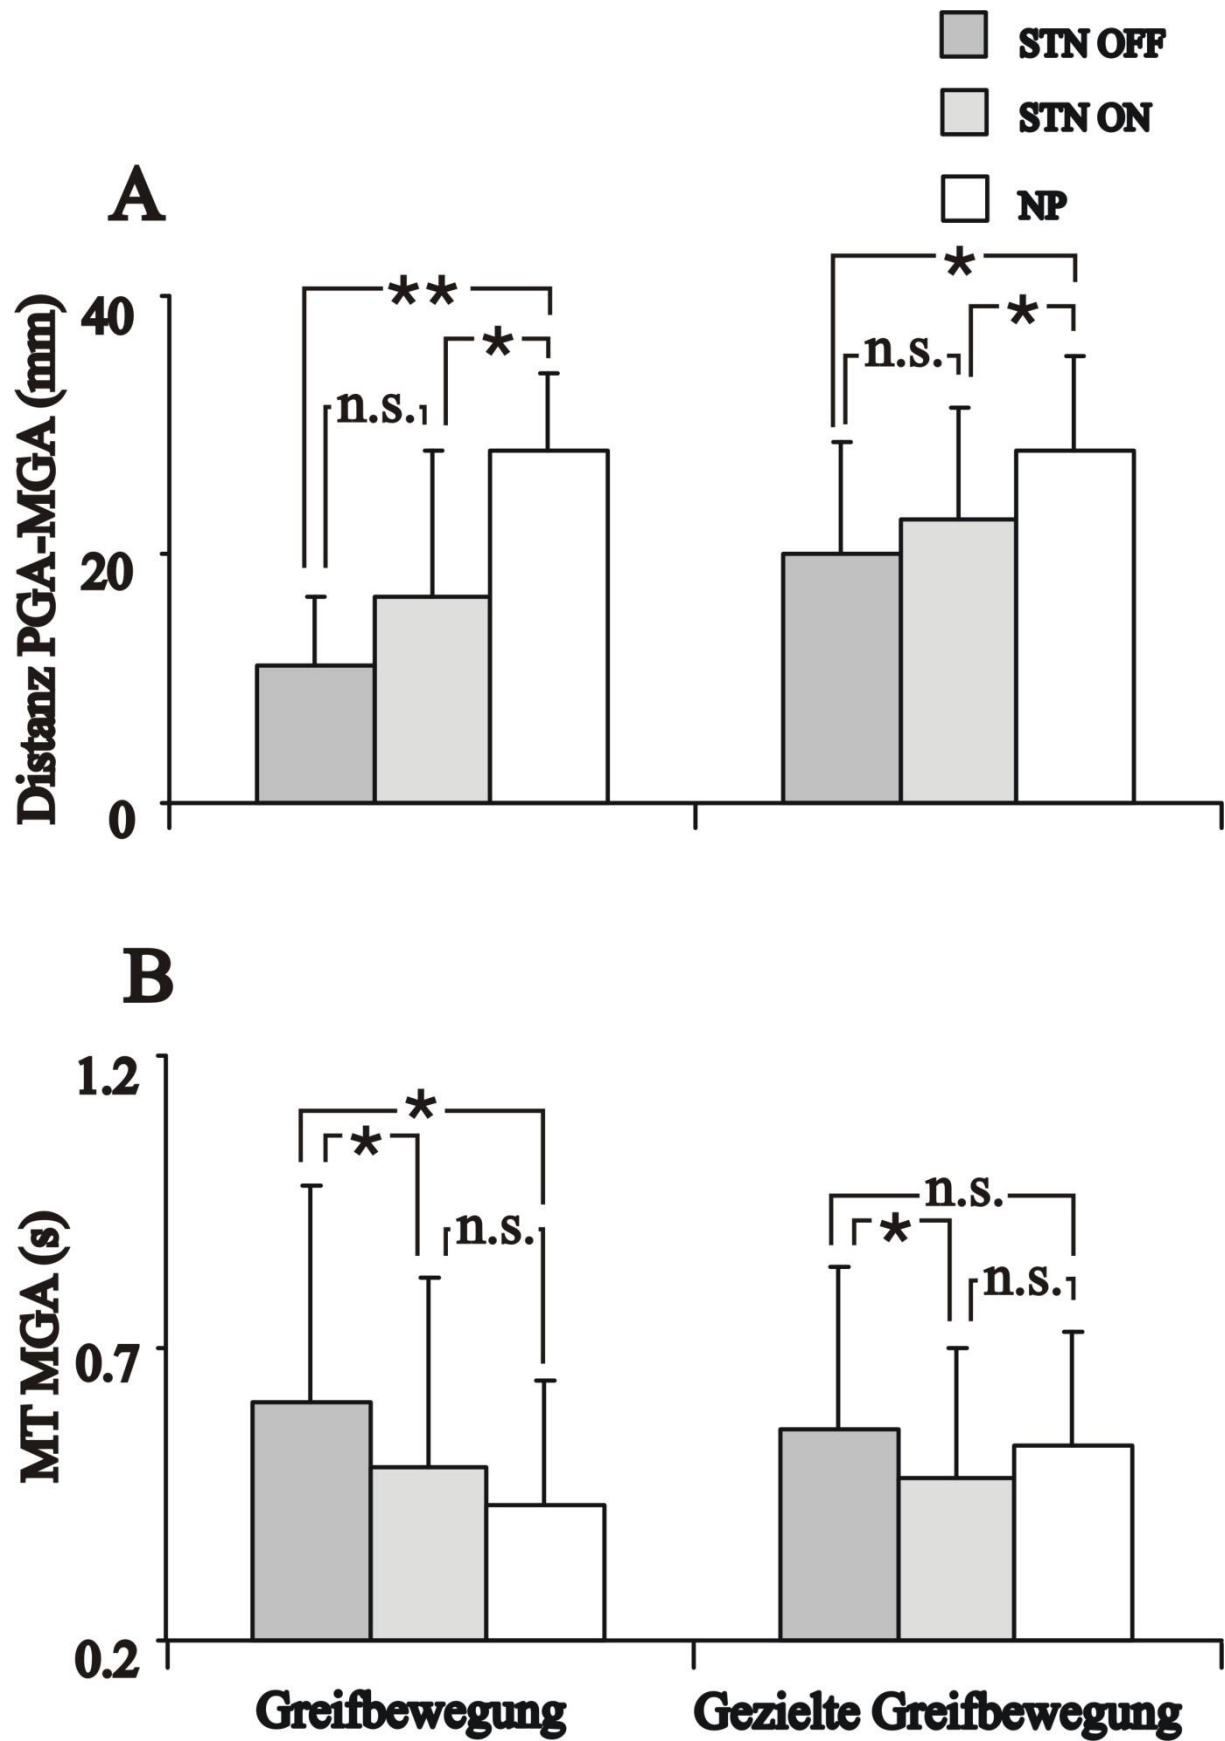 STN OFF
STN ON
NP
A
Distanz PGA-MGA (mm)
40
20
0
**
*
n.s.
*
*
n.s.
B
MT MGA (s)
1.2
0.7
0.2
*
*
n.s.
n.s.
*
n.s.
Greifbewegung
Gezielte Greifbewegung